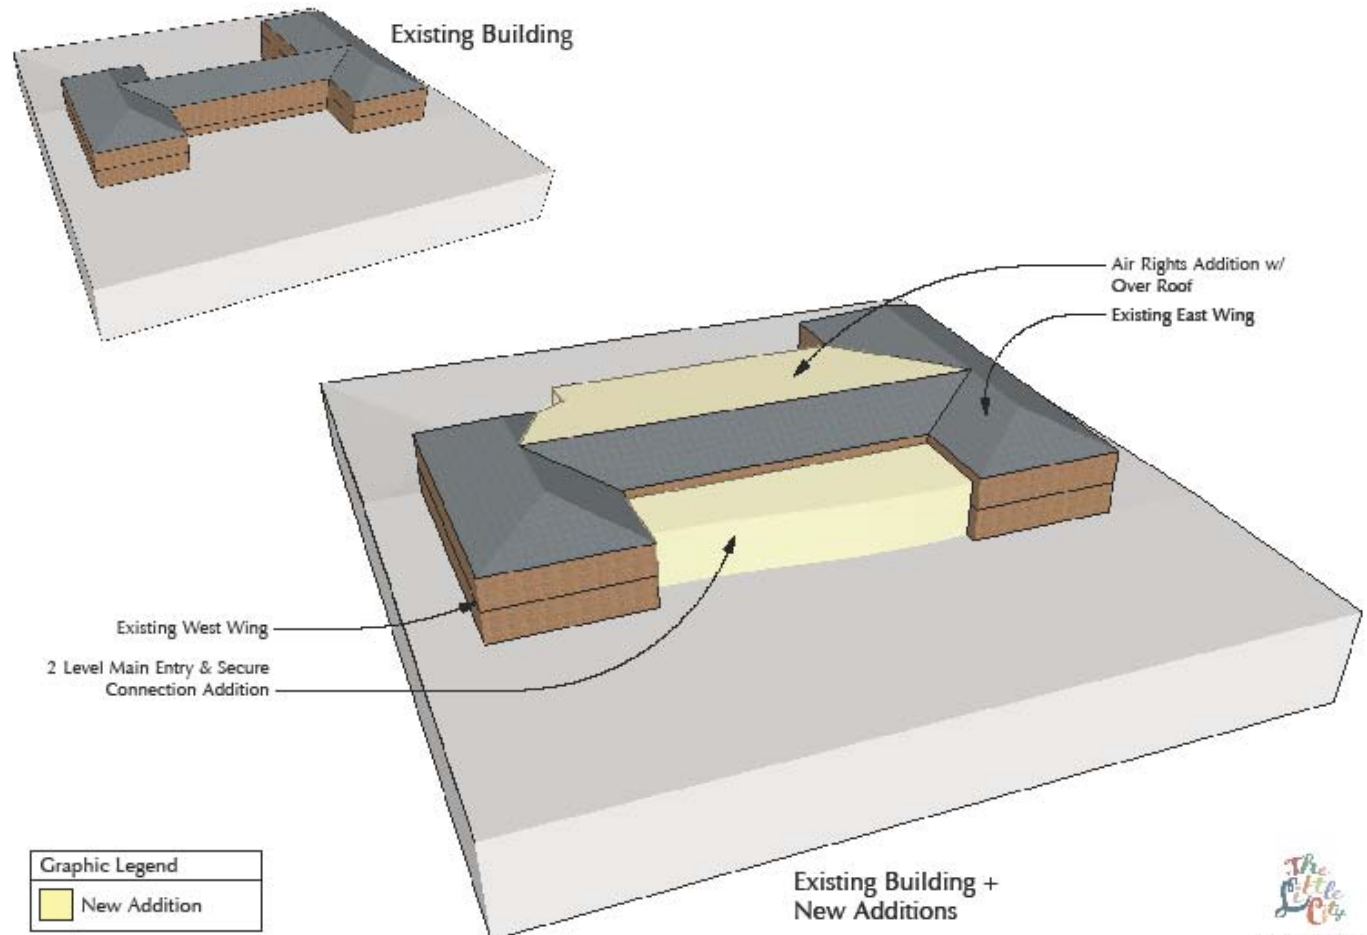 Existing Building
Air Rights Addition w/
Over Roof
Existing East Wing
Existing West Wing
2 Level Main Entry & Secure
Connection Addition
Graphic Legend
New Addition
Existing Building +
New Additions
The
Little
City